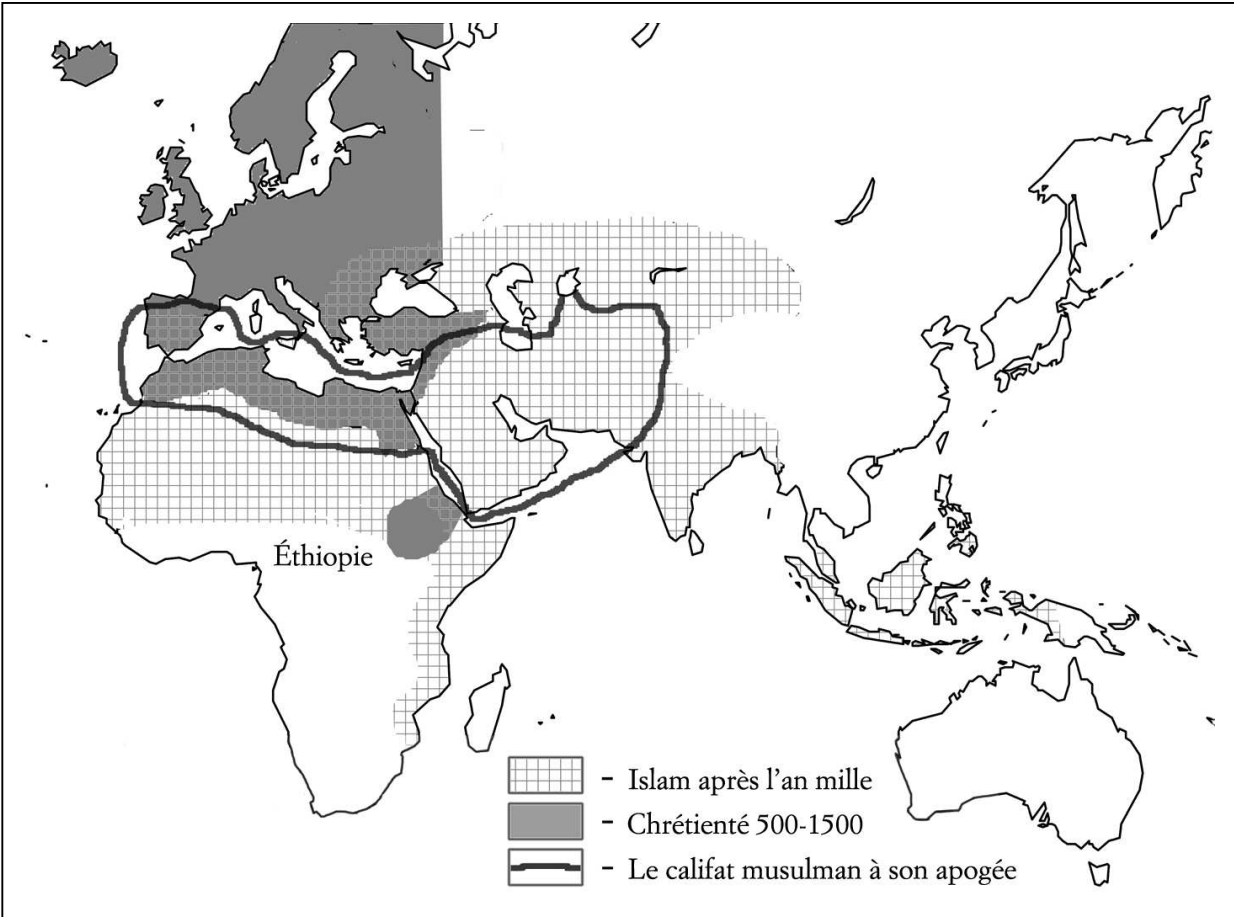 Éthiopie
- Islam après l'an mille
- Chrétienté 500-1500
- Le califat musulman à son apogée